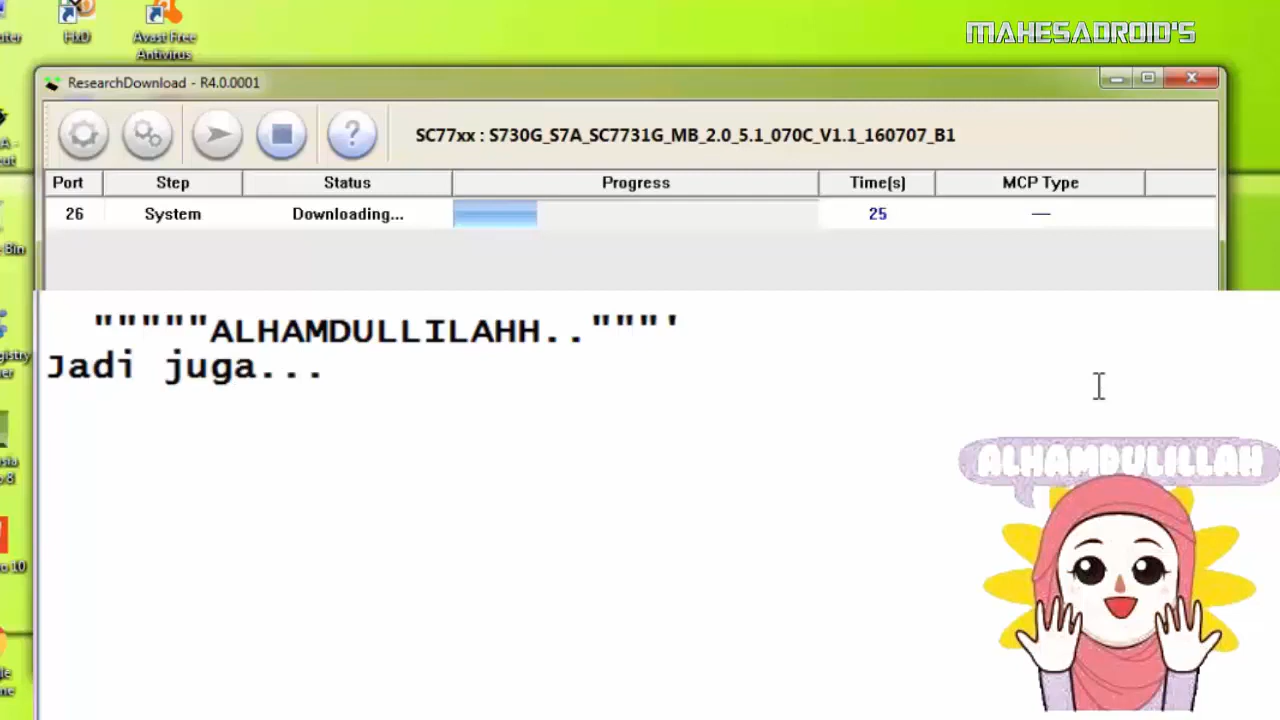 MAHESADROID'S
HxD
Avast Free
Antivirus
ResearchDownload - R4.0.0001
SC77xx : S730G_S7A_SC7731G_MB_2.0_5.1_070C_V1.1_160707_B1
Port Step Status Progress Time(s) MCP Type
26 System Downloading... 25 —
Bin
"""""ALHAMDULLILAHH.."""'
Jadi juga...
ALHAMDULILLAH